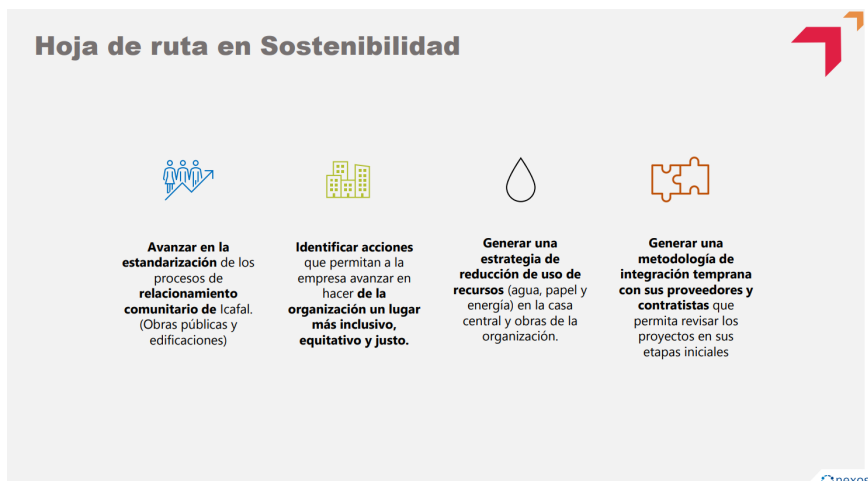 Hoja de ruta en Sostenibilidad
Avanzar en la
estandarización de los
procesos de
relacionamiento
comunitario de Icafal.
(Obras públicas y
edificaciones)
Identificar acciones
que permitan a la
empresa avanzar en
hacer de la
organización un lugar
más inclusivo,
equitativo y justo.
Generar una
estrategia de
reducción de uso de
recursos (agua, papel y
energía) en la casa
central y obras de la
organización.
Generar una
metodología de
integración temprana
con sus proveedores y
contratistas que
permita revisar los
proyectos en sus
etapas iniciales